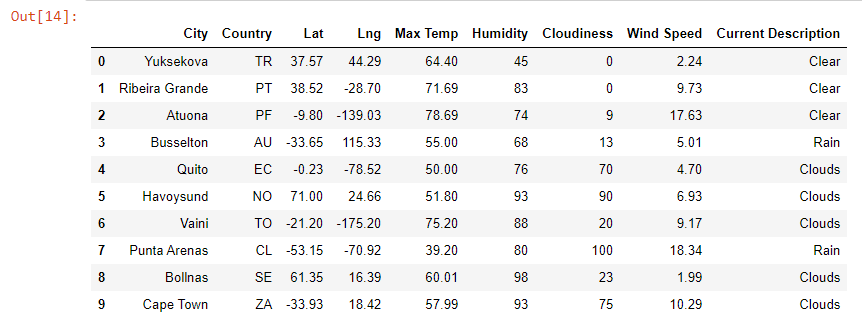 Out[14]:
City Country Lat Lng Max Temp Humidity Cloudiness Wind Speed Current Description
0 Yuksekova TR 37.57 44.29 64.40 45 0 2.24 Clear
1 Ribeira Grande PT 38.52 -28.70 71.69 83 0 9.73 Clear
2 Atuona PF -9.80 -139.03 78.69 74 9 17.63 Clear
3 Busselton AU -33.65 115.33 55.00 68 13 5.01 Rain
4 Quito EC -0.23 -78.52 50.00 76 70 4.70 Clouds
5 Havoysund NO 71.00 24.66 51.80 93 90 6.93 Clouds
6 Vaini TO -21.20 -175.20 75.20 88 20 9.17 Clouds
7 Punta Arenas CL -53.15 -70.92 39.20 80 100 18.34 Rain
8 Bollnas SE 61.35 16.39 60.01 98 23 1.99 Clouds
9 Cape Town ZA -33.93 18.42 57.99 93 75 10.29 Clouds